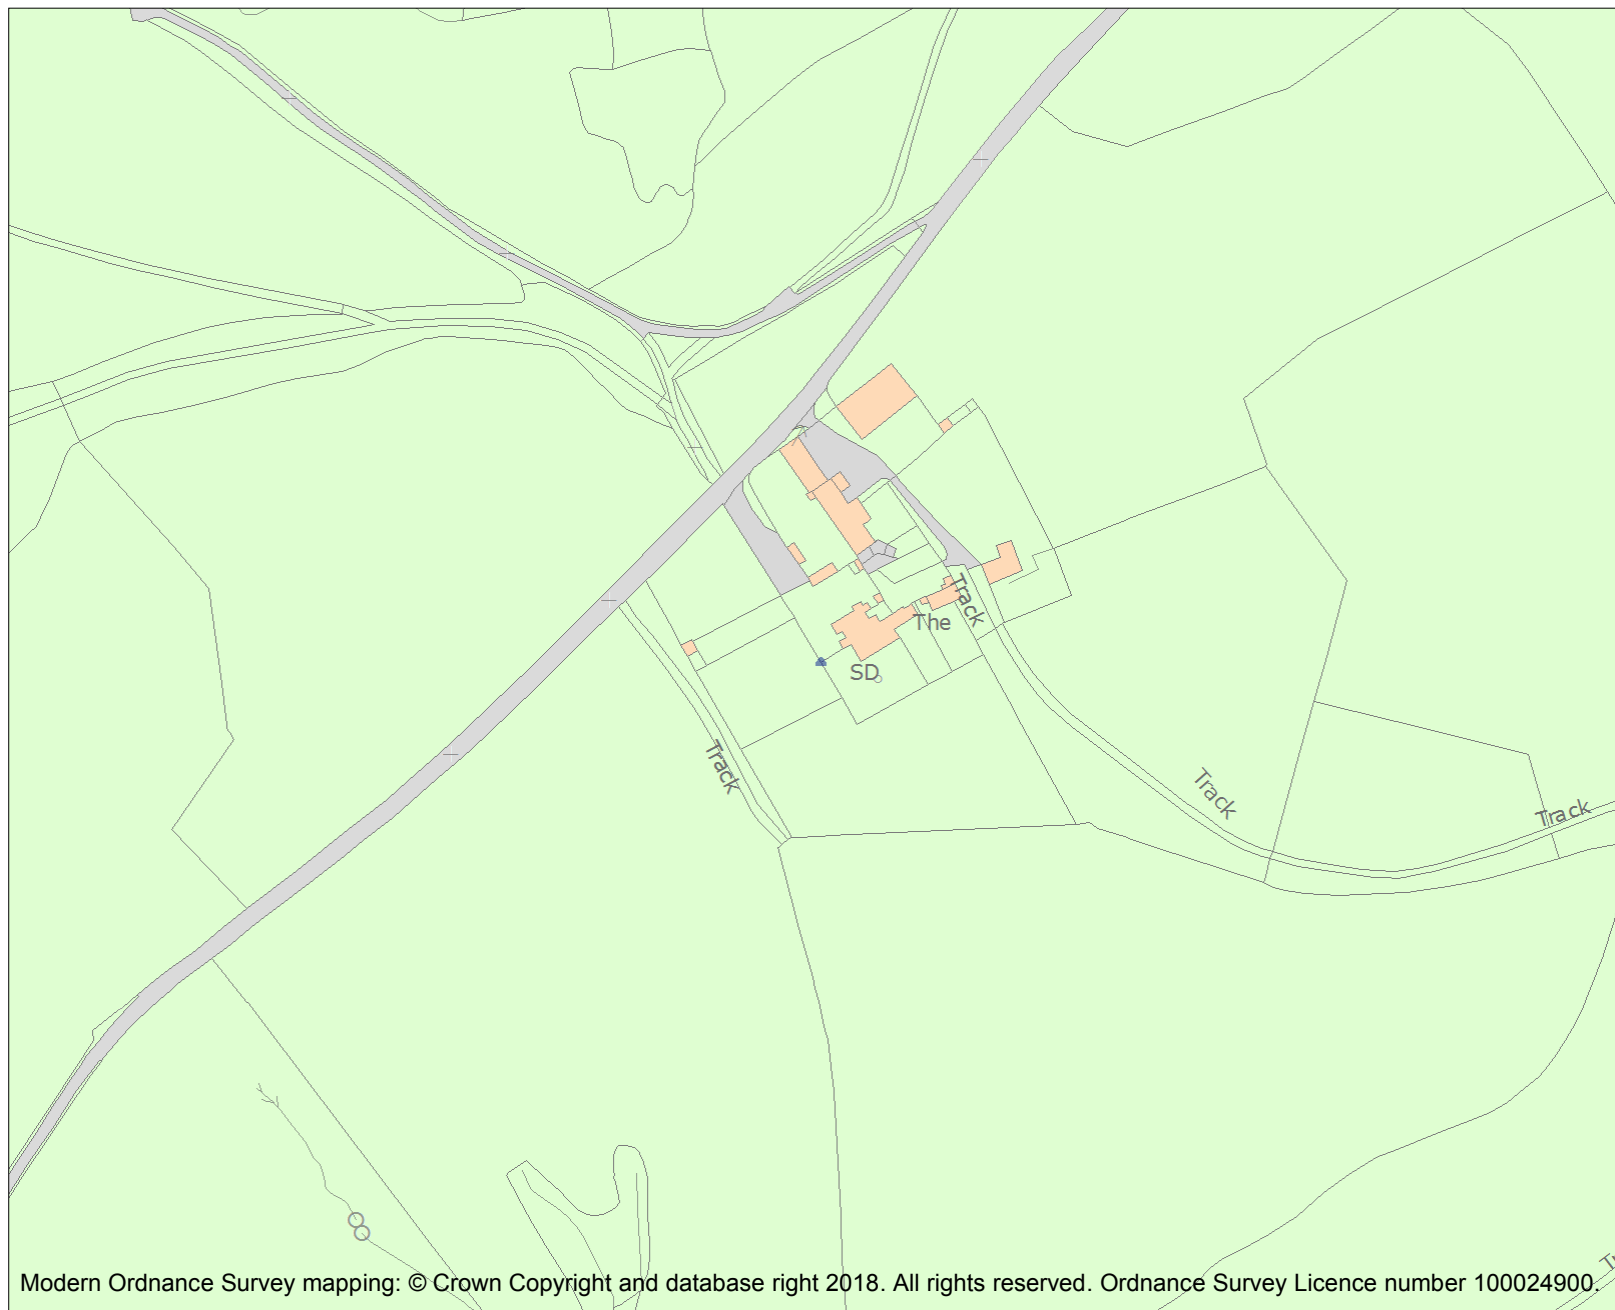 Track
The
SD
Track
Track
Track
Modern Ordnance Survey mapping: © Crown Copyright and database right 2018. All rights reserved. Ordnance Survey Licence number 100024900.